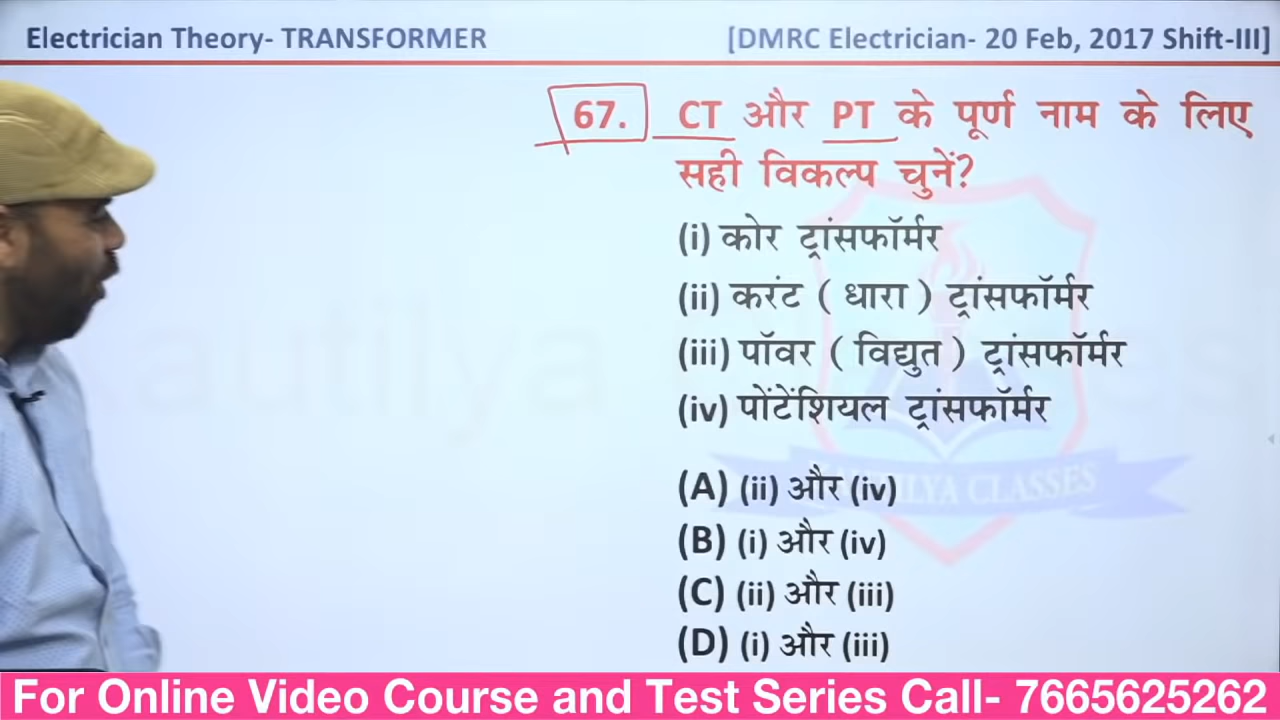 Electrician Theory- TRANSFORMER
[DMRC Electrician- 20 Feb, 2017 Shift-III]
67. CT और PT के पूर्ण नाम के लिए
सही विकल्प चुनें?
(i) कोर ट्रांसफॉर्मर
(ii) करंट ( धारा ) ट्रांसफॉर्मर
(iii) पॉवर ( विद्युत ) ट्रांसफॉर्मर
(iv) पोंटेंशियल ट्रांसफॉर्मर
(A) (ii) और (iv)
(B) (i) और (iv)
(C) (ii) और (iii)
(D) (i) और (iii)
KAUTILYA CLASSES
For Online Video Course and Test Series Call- 7665625262